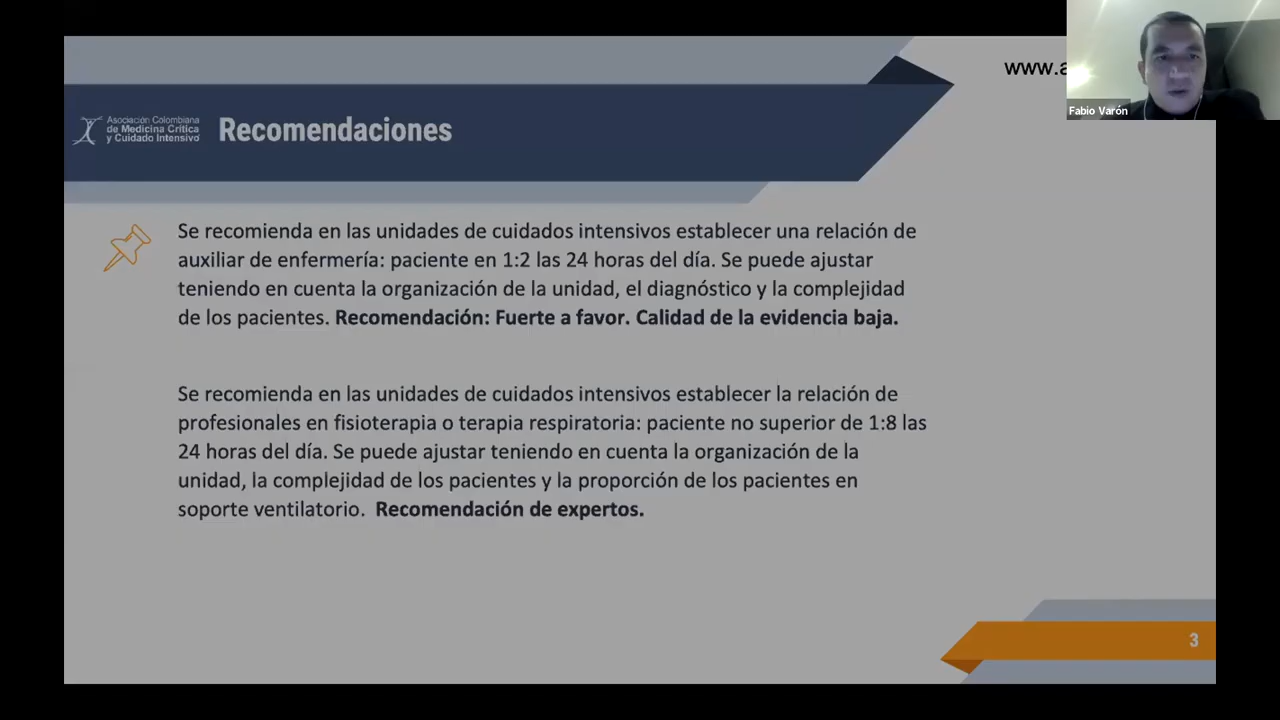 www.a
Fabio Varón
Asociación Colombiana
de Medicina Crítica
y Cuidado Intensivo
Recomendaciones
Se recomienda en las unidades de cuidados intensivos establecer una relación de
auxiliar de enfermería: paciente en 1:2 las 24 horas del día. Se puede ajustar
teniendo en cuenta la organización de la unidad, el diagnóstico y la complejidad
de los pacientes. Recomendación: Fuerte a favor. Calidad de la evidencia baja.
Se recomienda en las unidades de cuidados intensivos establecer la relación de
profesionales en fisioterapia o terapia respiratoria: paciente no superior de 1:8 las
24 horas del día. Se puede ajustar teniendo en cuenta la organización de la
unidad, la complejidad de los pacientes y la proporción de los pacientes en
soporte ventilatorio. Recomendación de expertos.
3